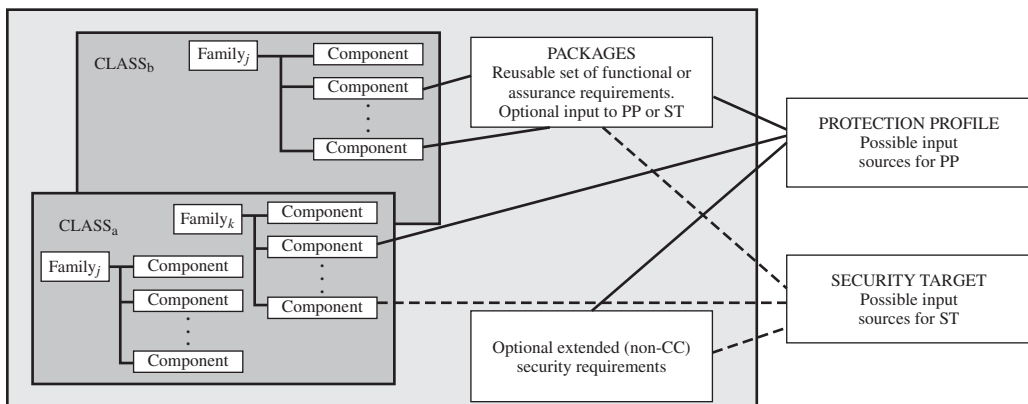 CLASSb
Familyj
Component
Component
Component
PACKAGES
Reusable set of functional or
assurance requirements.
Optional input to PP or ST
PROTECTION PROFILE
Possible input
sources for PP
CLASSa
Familyk
Component
Component
Component
Familyj
Component
Component
Component
SECURITY TARGET
Possible input
sources for ST
Optional extended (non-CC)
security requirements